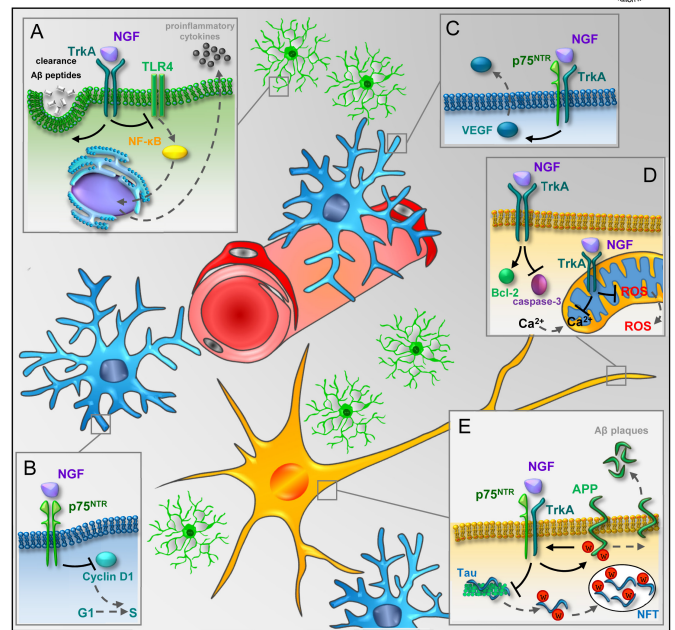 A
NGF
TrkA
proinflammatory
cytokines
clearance
Aβ peptides
TLR4
NF-κB
C
NGF
p75NTR
TrkA
VEGF
D
NGF
TrkA
NGF
TrkA
Bcl-2
caspase-3
ROS
Ca2+
Ca2+
ROS
B
NGF
p75NTR
Cyclin D1
G1
S
E
Aβ plaques
NGF
p75NTR
APP
TrkA
W
W
Tau
W
W
W
W
W
W
NFT